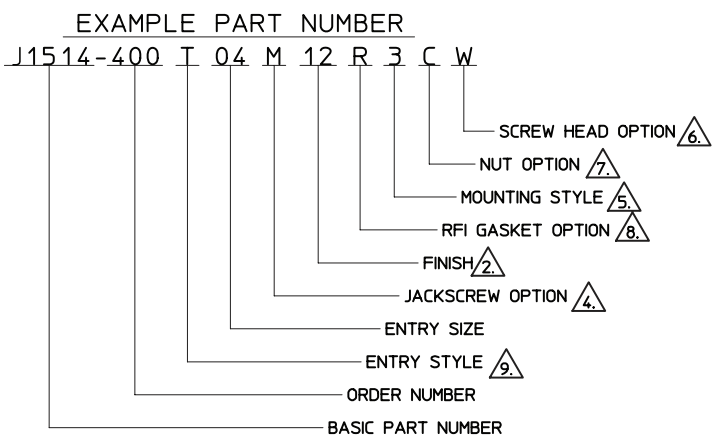 EXAMPLE PART NUMBER
J1514-400 T 04 M 12 R 3 C W
SCREW HEAD OPTION 6.
NUT OPTION 7.
MOUNTING STYLE 5.
RFI GASKET OPTION 8.
FINISH 2.
JACKSCREW OPTION 4.
ENTRY SIZE
ENTRY STYLE 9.
ORDER NUMBER
BASIC PART NUMBER